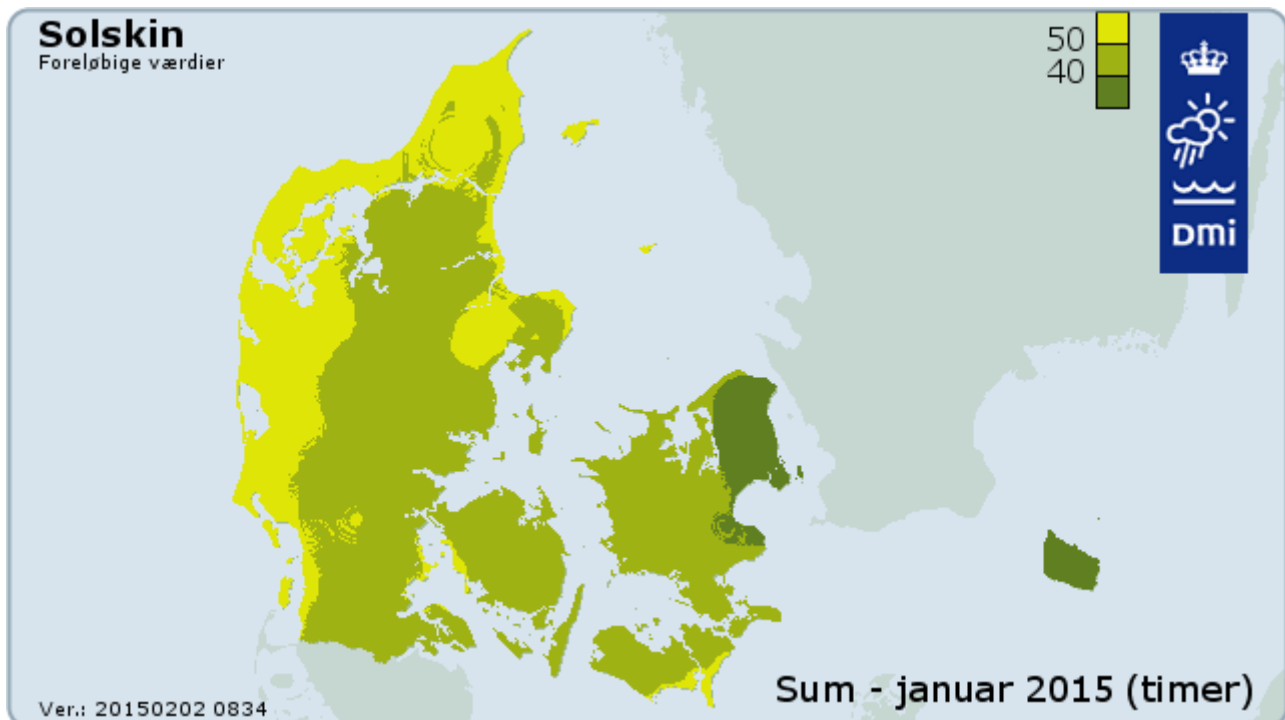 Solskin
Foreløbige værdier
50
40
DMI
Sum - januar 2015 (timer)
Ver.: 20150202 0834